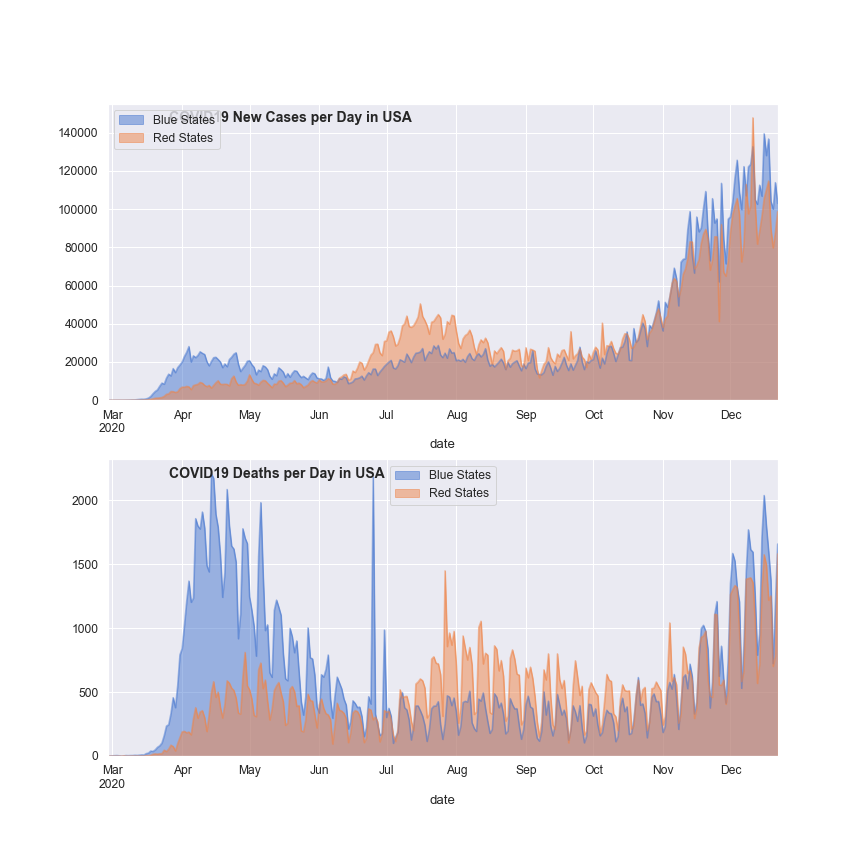 COVID19 New Cases per Day in USA
Blue States
Red States
140000
120000
100000
80000
60000
40000
20000
0
Mar Apr May Jun Jul Aug Sep Oct Nov Dec
2020
date
COVID19 Deaths per Day in USA
Blue States
Red States
2000
1500
1000
500
0
Mar Apr May Jun Jul Aug Sep Oct Nov Dec
2020
date